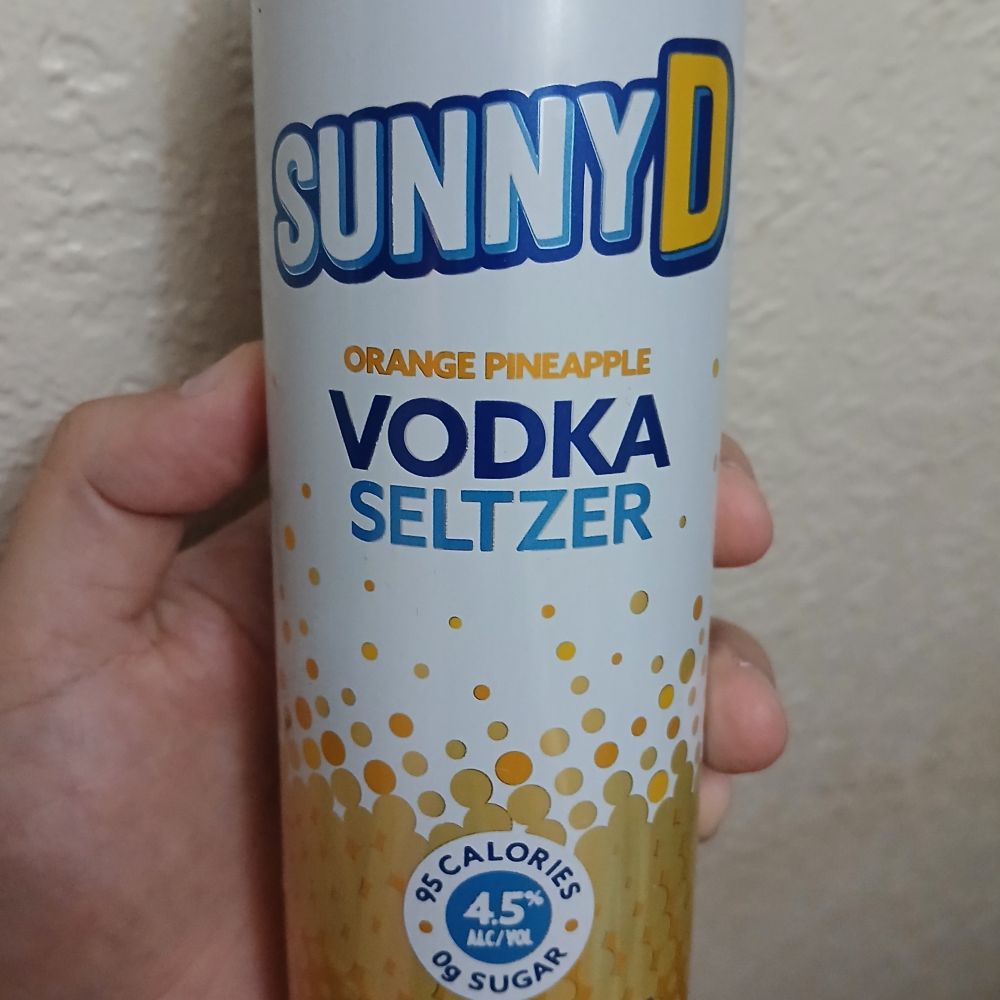 SUNNYD
ORANGE PINEAPPLE
VODKA
SELTZER
95 CALORIES
4.5%
ALC/VOL
0g SUGAR